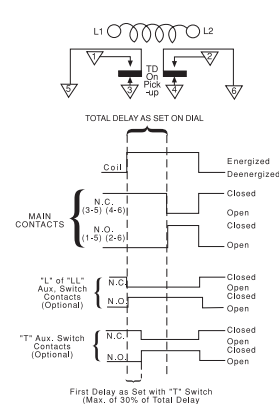 L1 L2
1 2
TD
On
Pick
-up
5 3 4 6
TOTAL DELAY AS SET ON DIAL
Coil
Energized
Deenergized
MAIN
CONTACTS
N.C.
(3-5) (4-6)
Closed
Open
N.O.
(1-5) (2-6)
Closed
Open
"L" of "LL"
Aux. Switch
Contacts
(Optional)
N.C.
Closed
Open
N.O.
Closed
Open
"T" Aux. Switch
Contacts
(Optional)
N.C.
Closed
Open
N.O.
Closed
Open
First Delay as Set with "T" Switch
(Max. of 30% of Total Delay